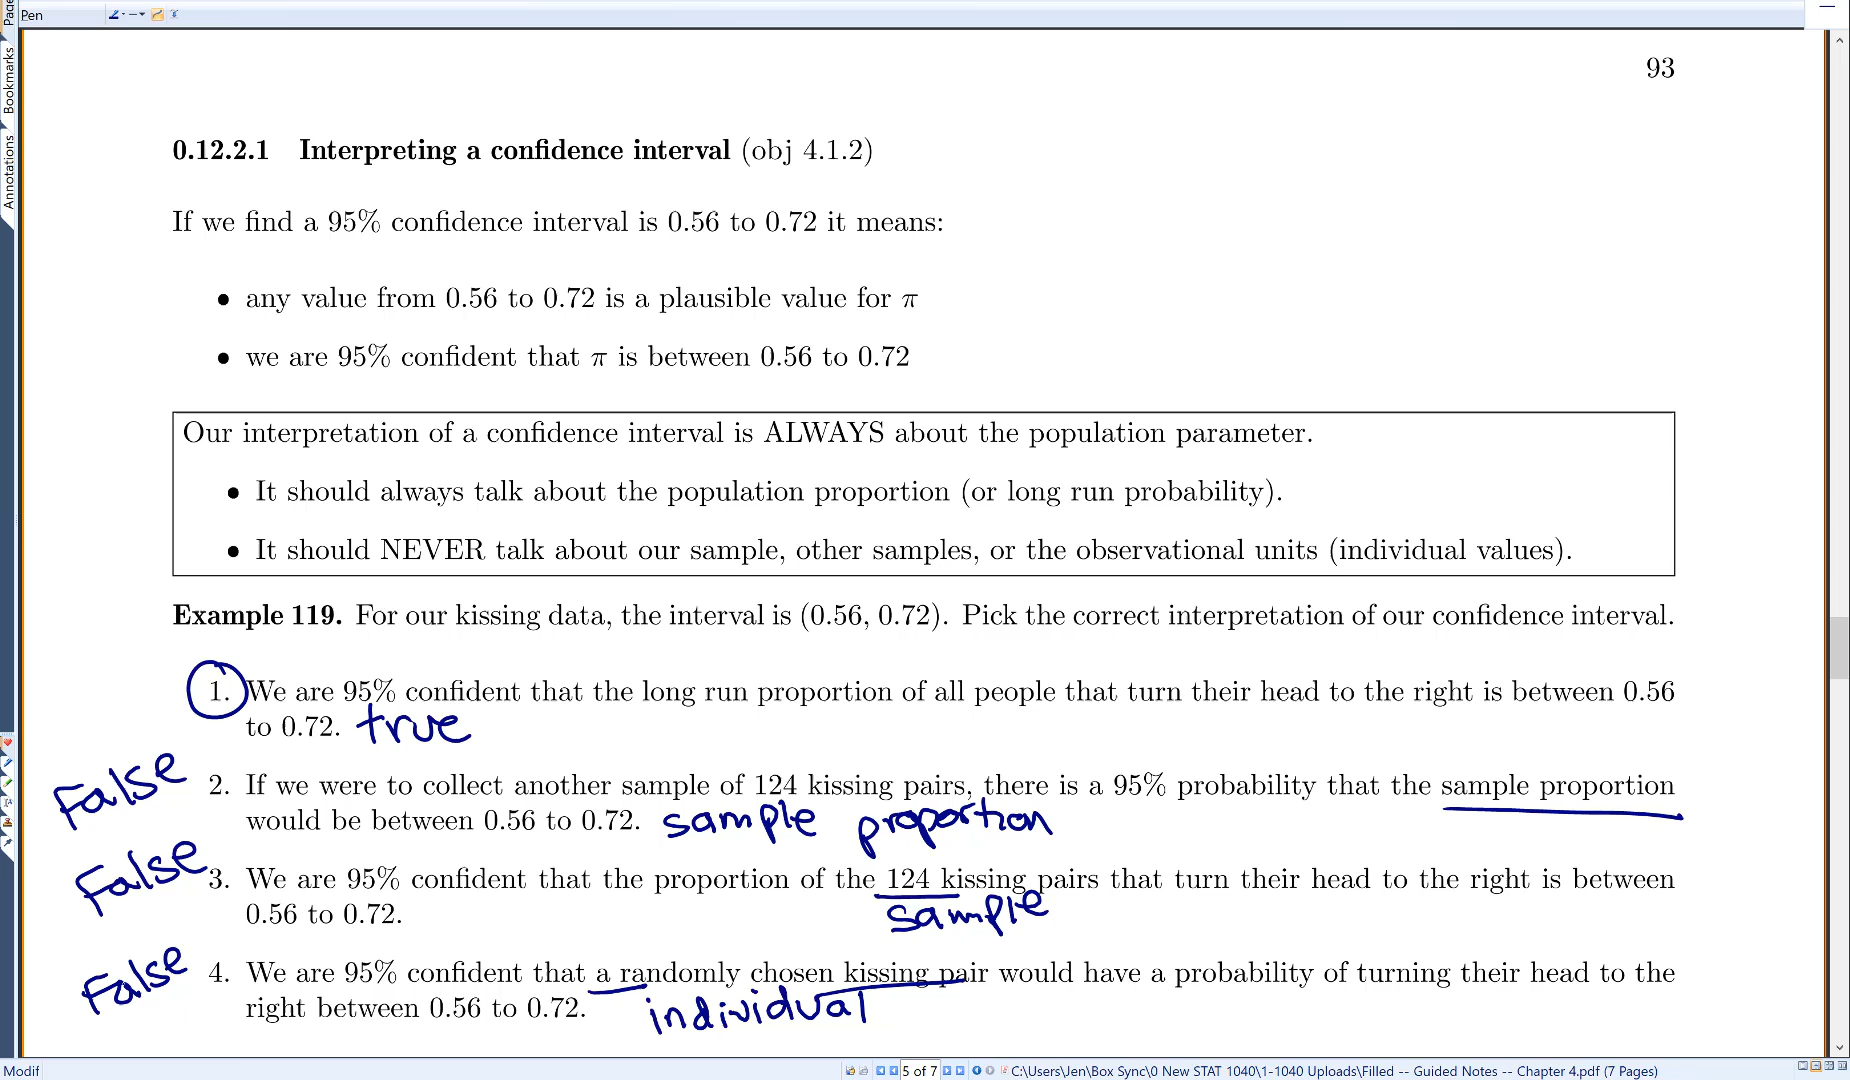 Page
Pen
Bookmarks
Annotations
93
0.12.2.1 Interpreting a confidence interval (obj 4.1.2)
If we find a 95% confidence interval is 0.56 to 0.72 it means:
• any value from 0.56 to 0.72 is a plausible value for π
• we are 95% confident that π is between 0.56 to 0.72
Our interpretation of a confidence interval is ALWAYS about the population parameter.
• It should always talk about the population proportion (or long run probability).
• It should NEVER talk about our sample, other samples, or the observational units (individual values).
Example 119. For our kissing data, the interval is (0.56, 0.72). Pick the correct interpretation of our confidence interval.
1. We are 95% confident that the long run proportion of all people that turn their head to the right is between 0.56
to 0.72. true
False 2. If we were to collect another sample of 124 kissing pairs, there is a 95% probability that the sample proportion
would be between 0.56 to 0.72. sample proportion
False 3. We are 95% confident that the proportion of the 124 kissing pairs that turn their head to the right is between
0.56 to 0.72. sample
False 4. We are 95% confident that a randomly chosen kissing pair would have a probability of turning their head to the
right between 0.56 to 0.72. individual
Modif
5 of 7
C:\Users\Jen\Box Sync\0 New STAT 1040\1-1040 Uploads\Filled -- Guided Notes -- Chapter 4.pdf (7 Pages)